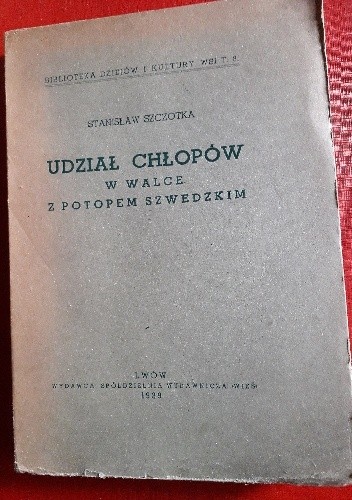 BIBLIOTEKA DZIEJÓW I KULTURY WSI T. 8
STANISŁAW SZCZOTKA
UDZIAŁ CHŁOPÓW
W WALCE
Z POTOPEM SZWEDZKIM
LWÓW
WYDAWCA SPÓŁDZIELNIA WYDAWNICZA „WIEŚ”
1939